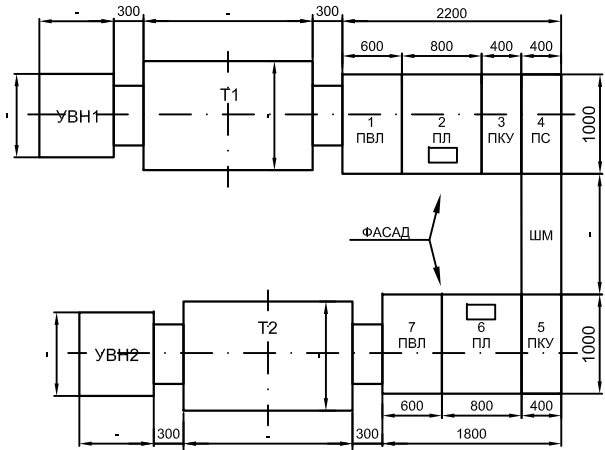 - 300 - 300 2200
600 800 400 400
УВН1 - Т1 - 1 ПВЛ 2 ПЛ 3 ПКУ 4 ПС 1000
ФАСАД ШМ -
УВН2 - Т2 - 7 ПВЛ 6 ПЛ 5 ПКУ 1000
600 800 400
- 300 - 300 1800